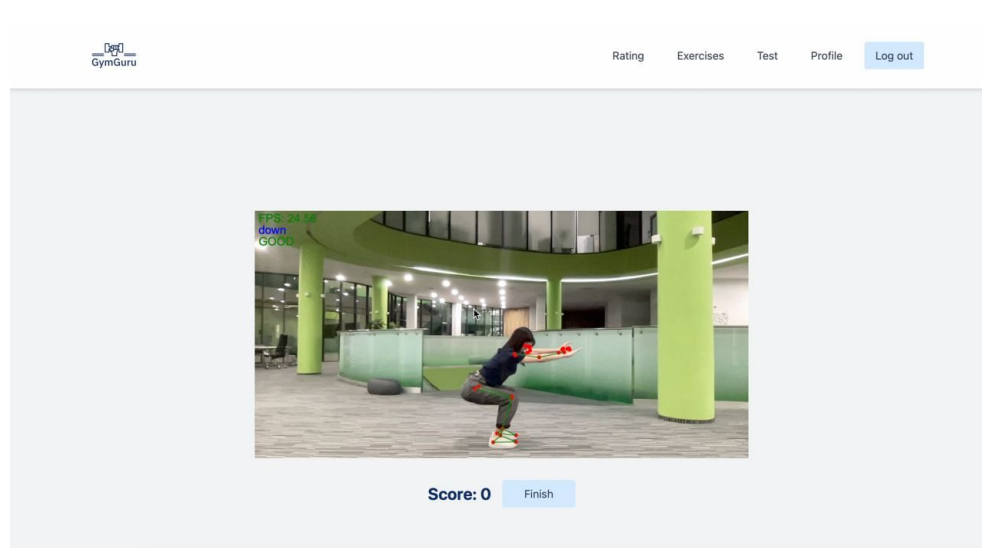 GymGuru
Rating Exercises Test Profile Log out
FPS: 24.56
down
GOOD
Score: 0 Finish